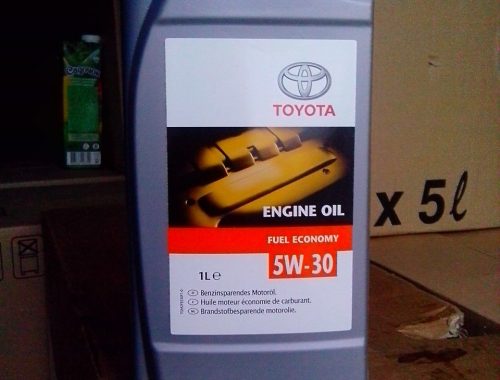 TOYOTA
ENGINE OIL
FUEL ECONOMY
5W-30
1L℮
Benzinsparendes Motoröl.
Huile moteur économie de carburant.
Brandstofbesparende motorolie.
x 5ℓ